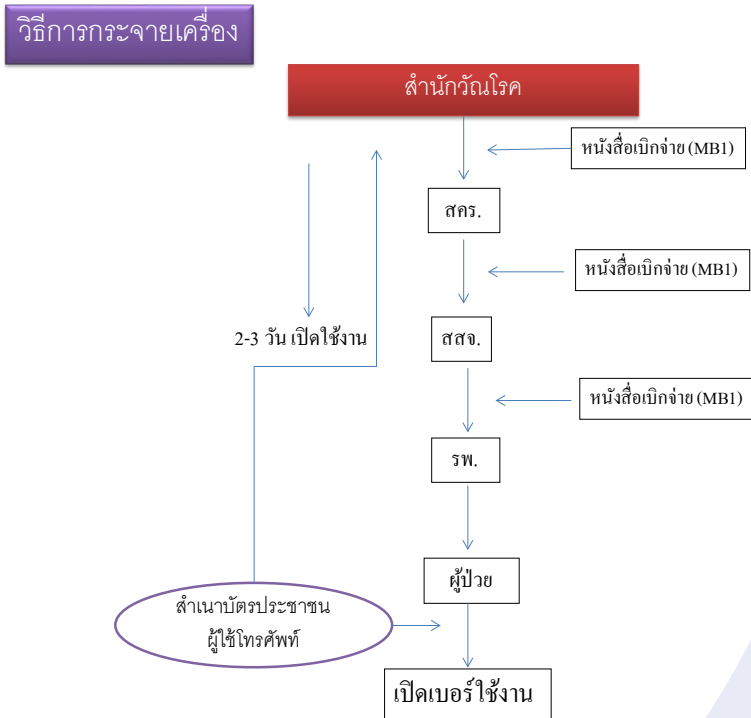 วิธีการกระจายเครื่อง
สำนักวัณโรค
หนังสือเบิกจ่าย (MB1)
สคร.
หนังสือเบิกจ่าย (MB1)
2-3 วัน เปิดใช้งาน
สสจ.
หนังสือเบิกจ่าย (MB1)
รพ.
ผู้ป่วย
สำเนาบัตรประชาชน
ผู้ใช้โทรศัพท์
เปิดเบอร์ใช้งาน